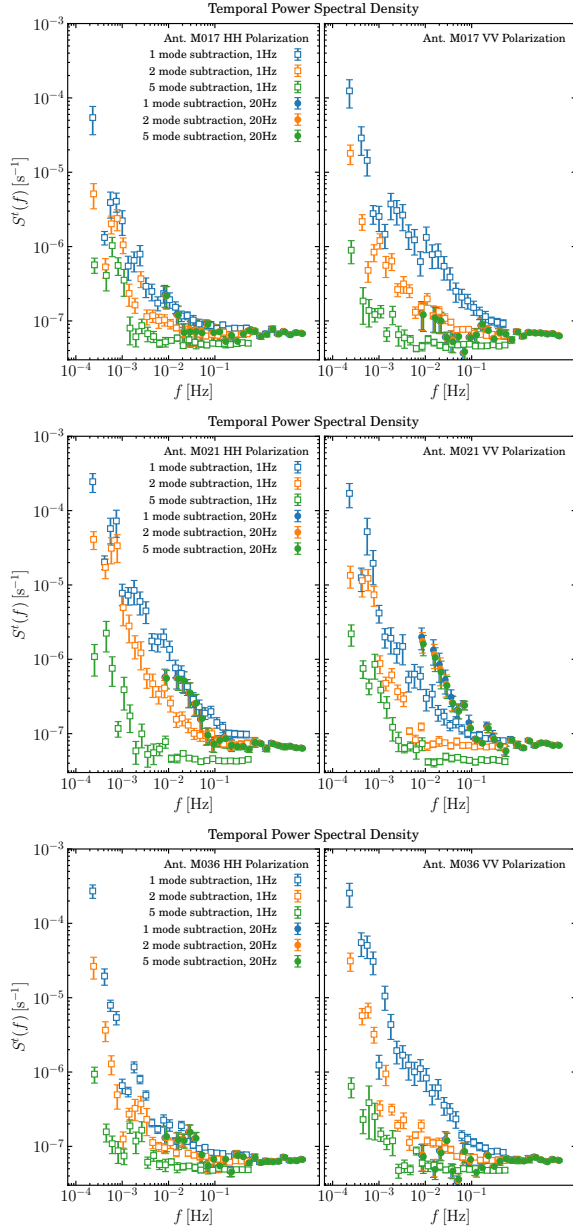 Temporal Power Spectral Density
Ant. M017 HH Polarization
1 mode subtraction, 1Hz
2 mode subtraction, 1Hz
5 mode subtraction, 1Hz
1 mode subtraction, 20Hz
2 mode subtraction, 20Hz
5 mode subtraction, 20Hz
Ant. M017 VV Polarization
10⁻³
10⁻⁴
10⁻⁵
10⁻⁶
10⁻⁷
Sᵗ(f) [s⁻¹]
10⁻⁴ 10⁻³ 10⁻² 10⁻¹ 10⁻⁴ 10⁻³ 10⁻² 10⁻¹
f [Hz] f [Hz]
Temporal Power Spectral Density
Ant. M021 HH Polarization
1 mode subtraction, 1Hz
2 mode subtraction, 1Hz
5 mode subtraction, 1Hz
1 mode subtraction, 20Hz
2 mode subtraction, 20Hz
5 mode subtraction, 20Hz
Ant. M021 VV Polarization
10⁻³
10⁻⁴
10⁻⁵
10⁻⁶
10⁻⁷
Sᵗ(f) [s⁻¹]
10⁻⁴ 10⁻³ 10⁻² 10⁻¹ 10⁻⁴ 10⁻³ 10⁻² 10⁻¹
f [Hz] f [Hz]
Temporal Power Spectral Density
Ant. M036 HH Polarization
1 mode subtraction, 1Hz
2 mode subtraction, 1Hz
5 mode subtraction, 1Hz
1 mode subtraction, 20Hz
2 mode subtraction, 20Hz
5 mode subtraction, 20Hz
Ant. M036 VV Polarization
10⁻³
10⁻⁴
10⁻⁵
10⁻⁶
10⁻⁷
Sᵗ(f) [s⁻¹]
10⁻⁴ 10⁻³ 10⁻² 10⁻¹ 10⁻⁴ 10⁻³ 10⁻² 10⁻¹
f [Hz] f [Hz]